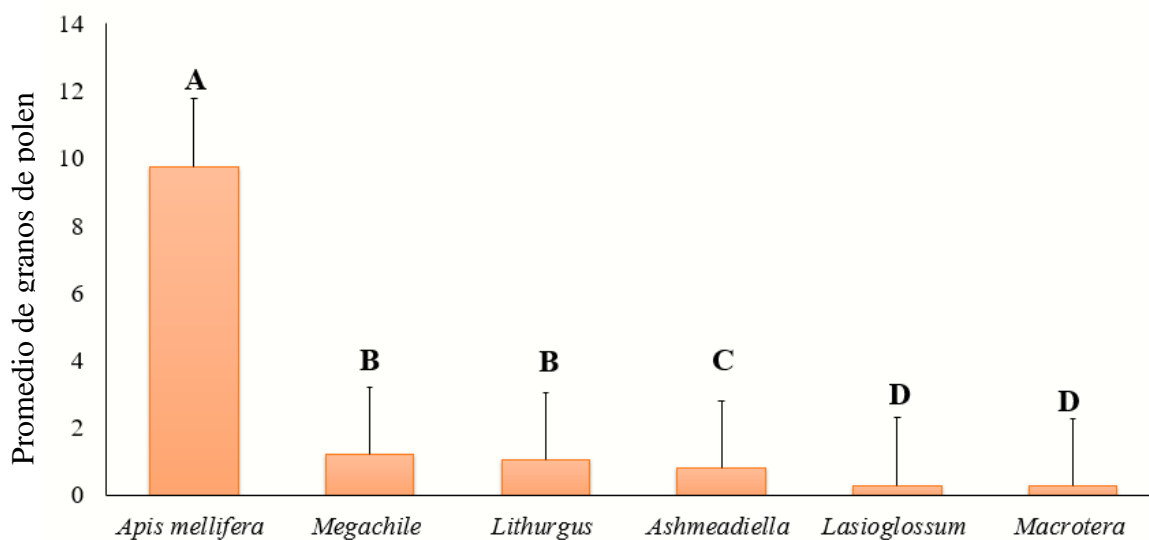 Promedio de granos de polen
14
12
10
8
6
4
2
0
A
B
B
C
D
D
Apis mellifera
Megachile
Lithurgus
Ashmeadiella
Lasioglossum
Macrotera